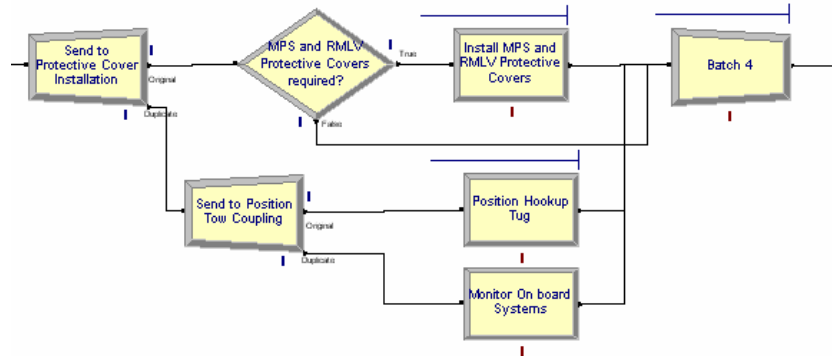 Send to
Protective Cover
Installation
Original
Duplicate
MPS and RMLV
Protective Covers
required?
True
False
Install MPS and
RMLV Protective
Covers
Batch 4
Send to Position
Tow Coupling
Original
Duplicate
Position Hookup
Tug
Monitor On board
Systems